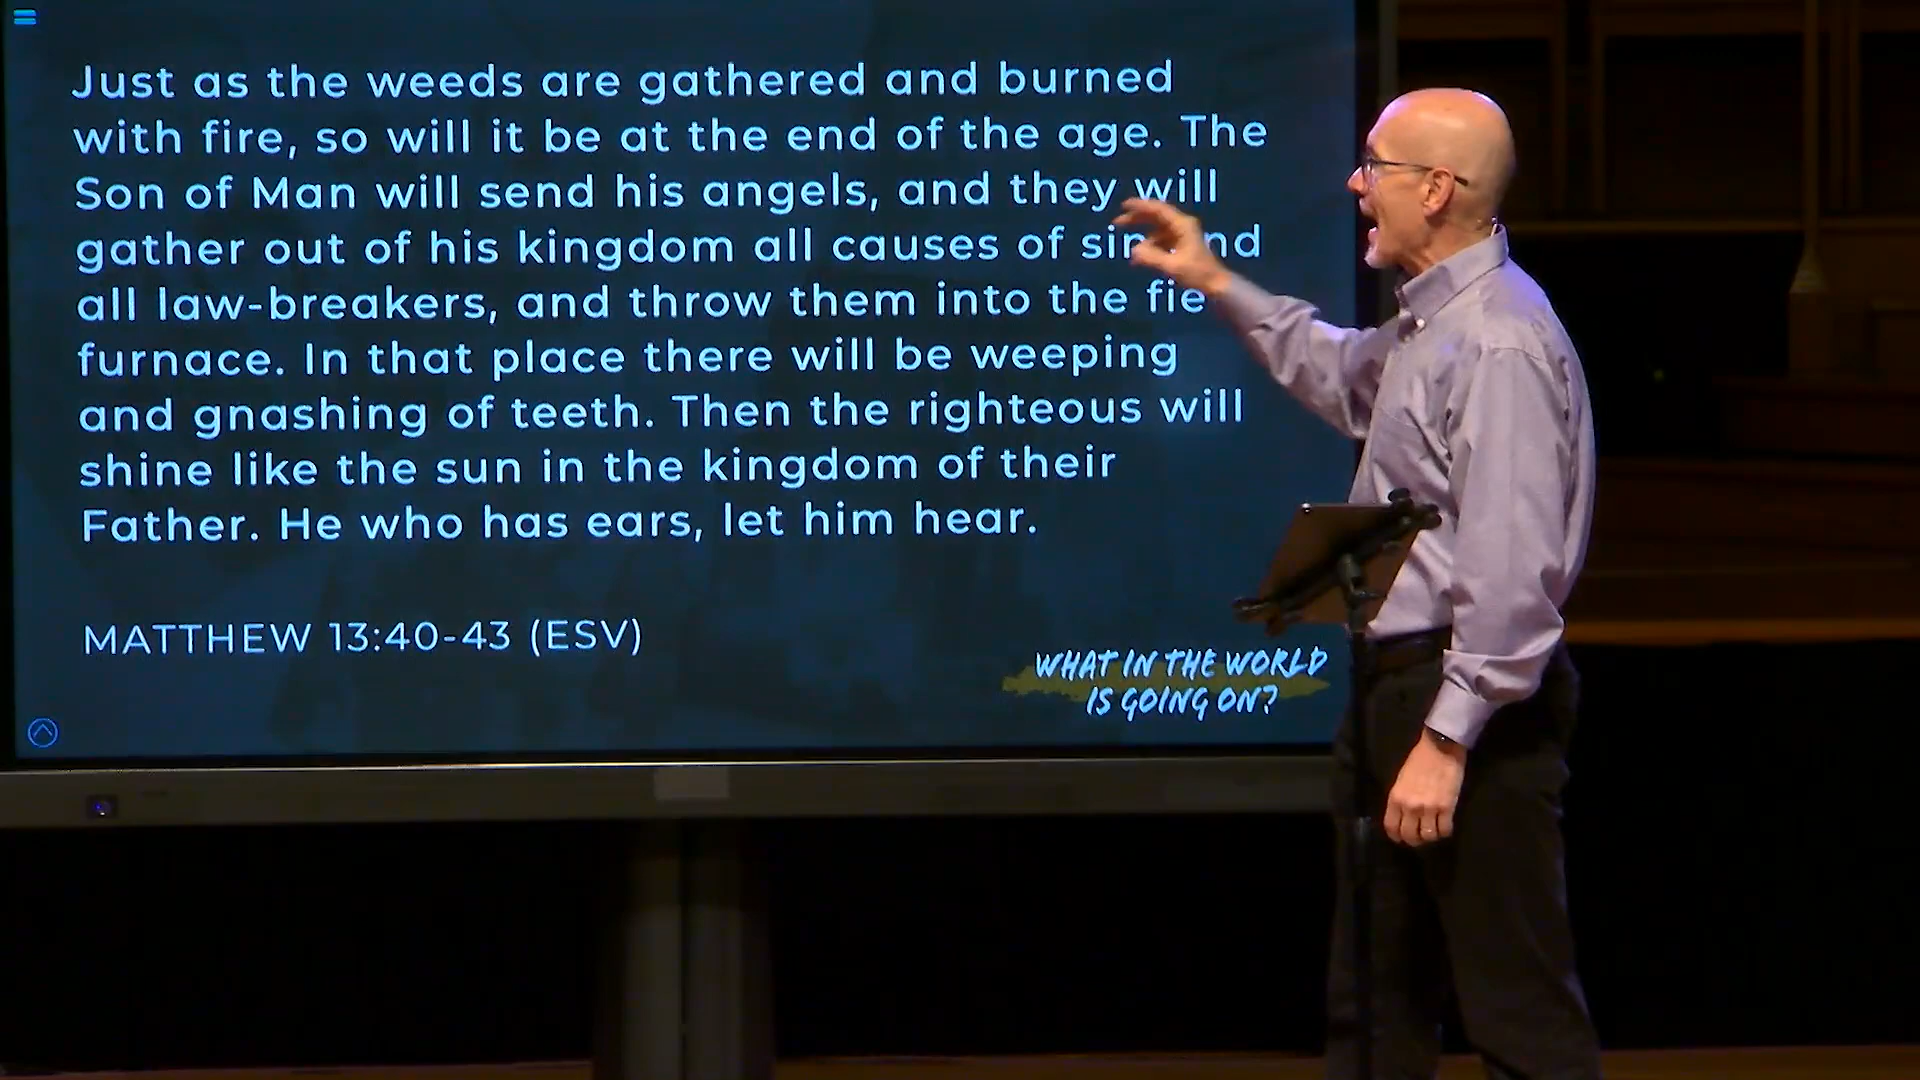 Just as the weeds are gathered and burned
with fire, so will it be at the end of the age. The
Son of Man will send his angels, and they will
gather out of his kingdom all causes of sin and
all law-breakers, and throw them into the
furnace. In that place there will be weeping
and gnashing of teeth. Then the righteous will
shine like the sun in the kingdom of their
Father. He who has ears, let him hear.
MATTHEW 13:40-43 (ESV)
WHAT IN THE WORLD
IS GOING ON?